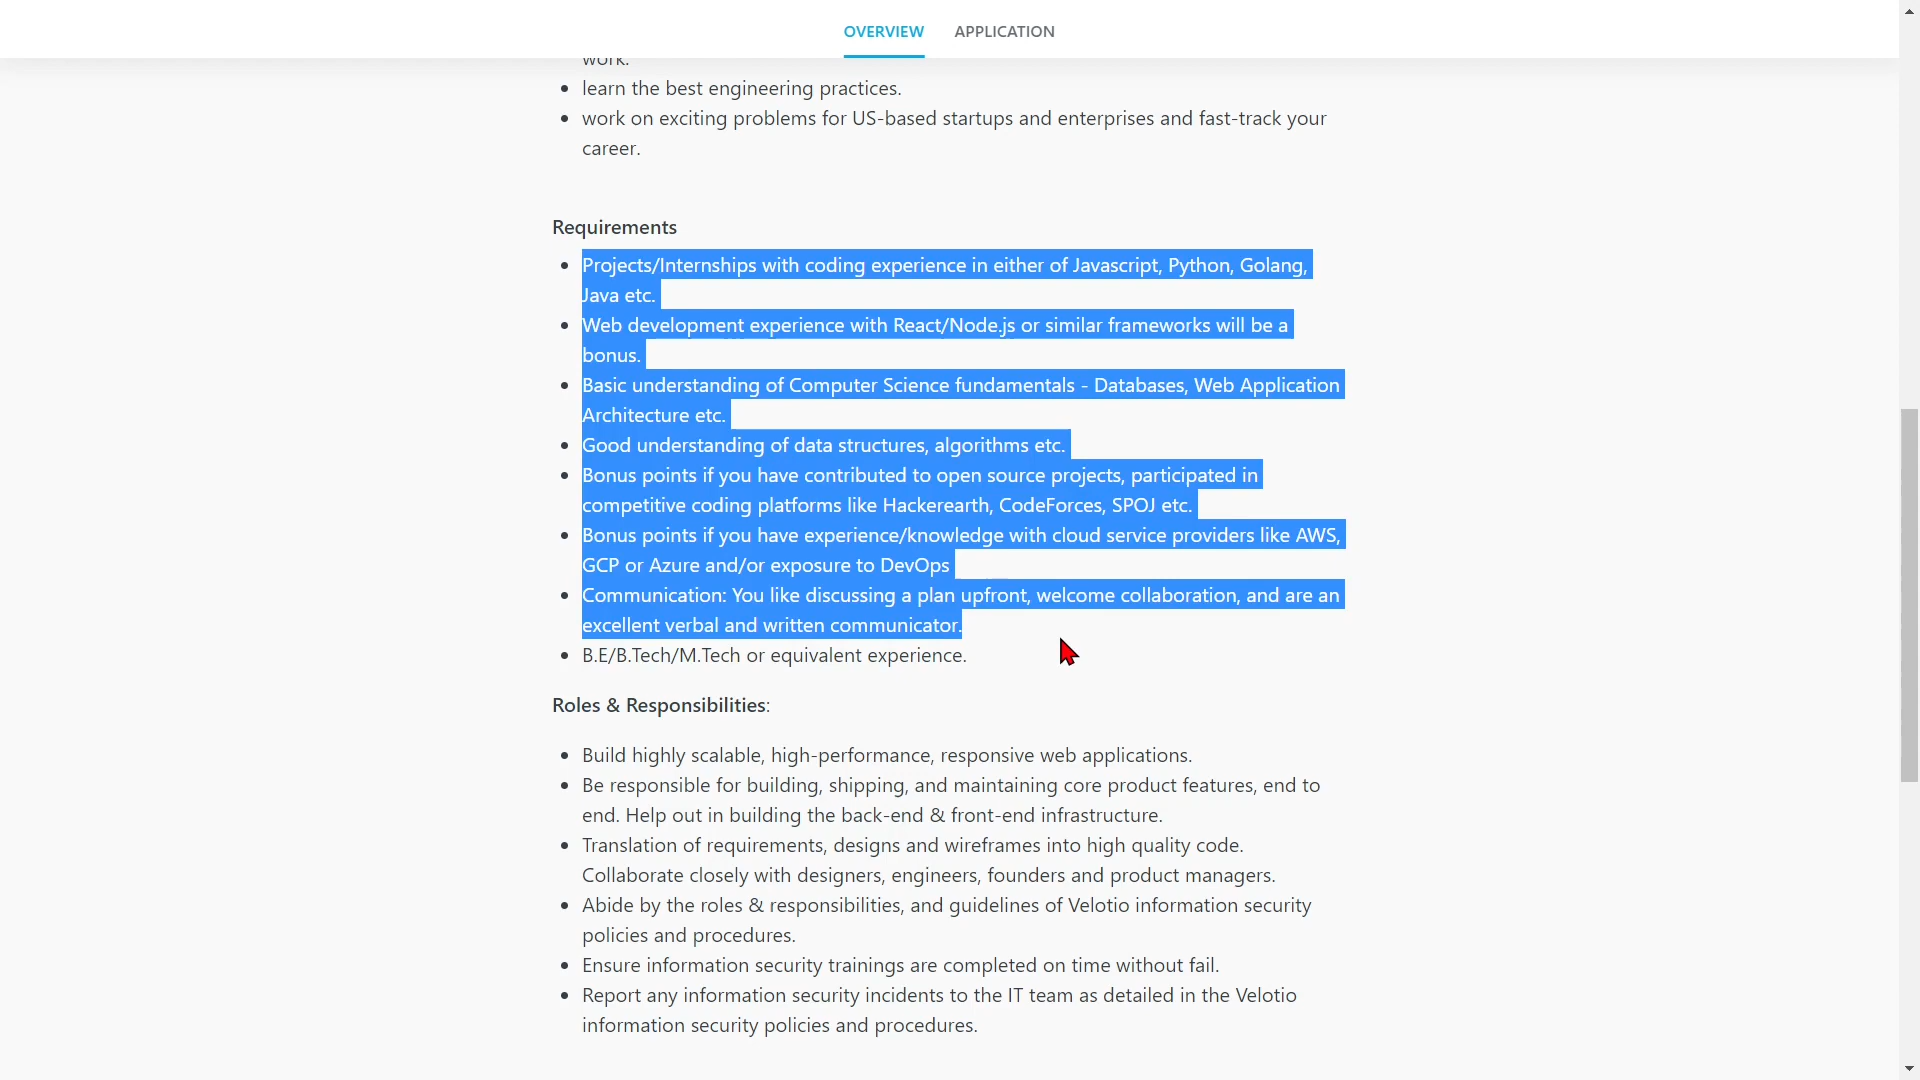 OVERVIEW APPLICATION
work.
learn the best engineering practices.
work on exciting problems for US-based startups and enterprises and fast-track your
career.
Requirements
Projects/Internships with coding experience in either of Javascript, Python, Golang,
Java etc.
Web development experience with React/Node.js or similar frameworks will be a
bonus.
Basic understanding of Computer Science fundamentals - Databases, Web Application
Architecture etc.
Good understanding of data structures, algorithms etc.
Bonus points if you have contributed to open source projects, participated in
competitive coding platforms like Hackerearth, CodeForces, SPOJ etc.
Bonus points if you have experience/knowledge with cloud service providers like AWS,
GCP or Azure and/or exposure to DevOps
Communication: You like discussing a plan upfront, welcome collaboration, and are an
excellent verbal and written communicator.
B.E/B.Tech/M.Tech or equivalent experience.
Roles & Responsibilities:
Build highly scalable, high-performance, responsive web applications.
Be responsible for building, shipping, and maintaining core product features, end to
end. Help out in building the back-end & front-end infrastructure.
Translation of requirements, designs and wireframes into high quality code.
Collaborate closely with designers, engineers, founders and product managers.
Abide by the roles & responsibilities, and guidelines of Velotio information security
policies and procedures.
Ensure information security trainings are completed on time without fail.
Report any information security incidents to the IT team as detailed in the Velotio
information security policies and procedures.